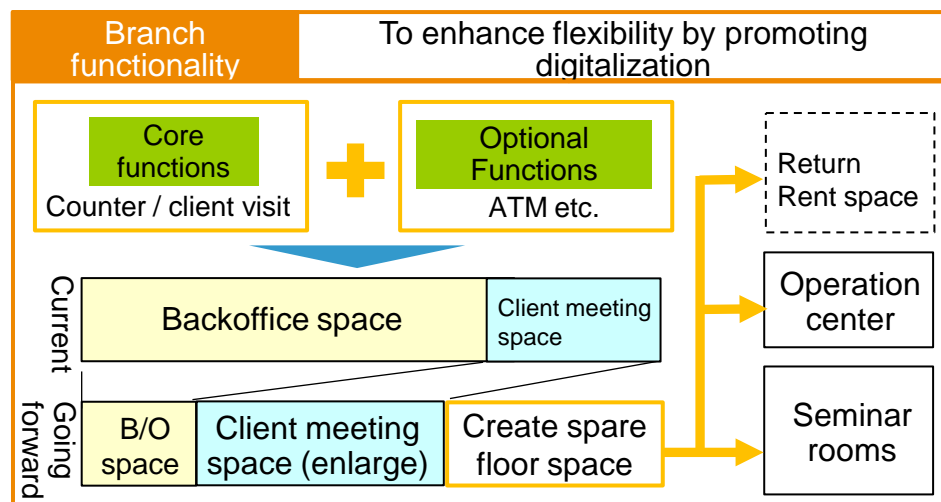 Branch
functionality
To enhance flexibility by promoting
digitalization
Core
functions
Counter / client visit
Optional
Functions
ATM etc.
Return
Rent space
Current
Backoffice space
Client meeting
space
Operation
center
Going
forward
B/O
space
Client meeting
space (enlarge)
Create spare
floor space
Seminar
rooms